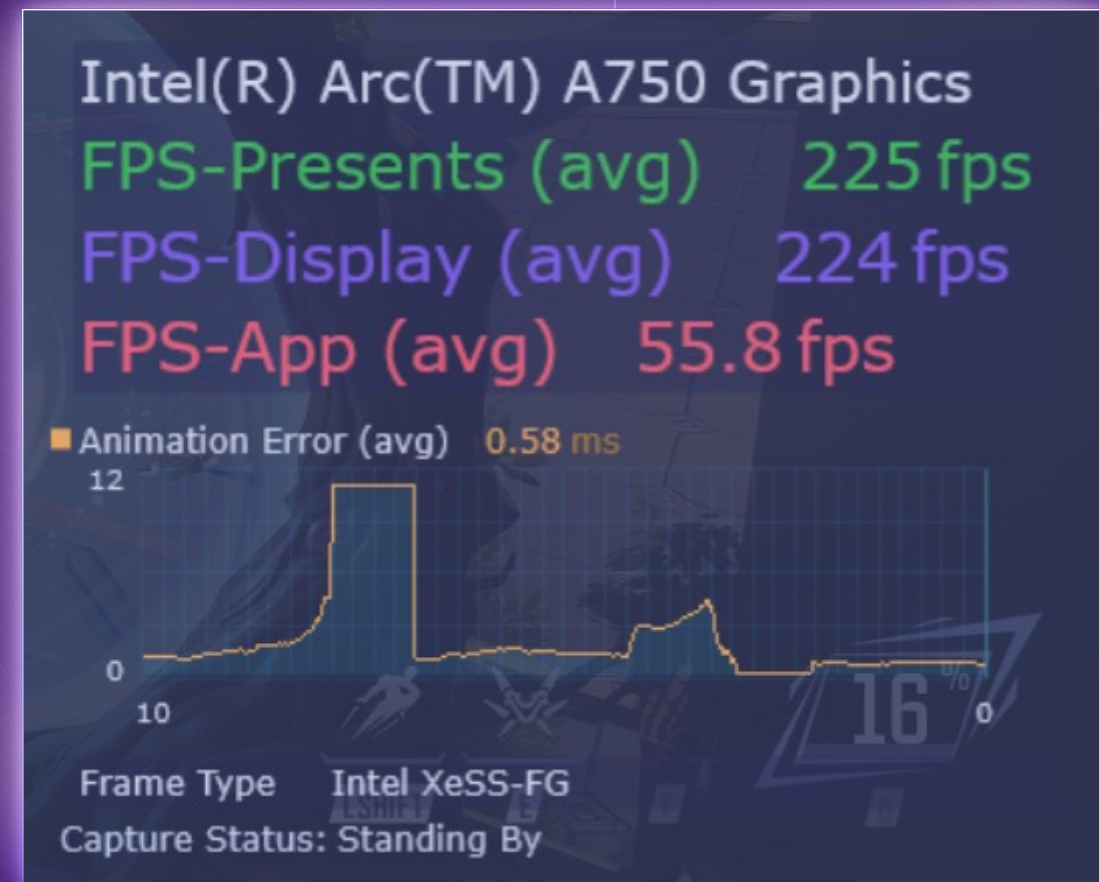 Intel(R) Arc(TM) A750 Graphics
FPS-Presents (avg) 225 fps
FPS-Display (avg) 224 fps
FPS-App (avg) 55.8 fps
Animation Error (avg) 0.58 ms
12
0
10 0
16 %
Frame Type Intel XeSS-FG
LSHIFT E F Q
Capture Status: Standing By